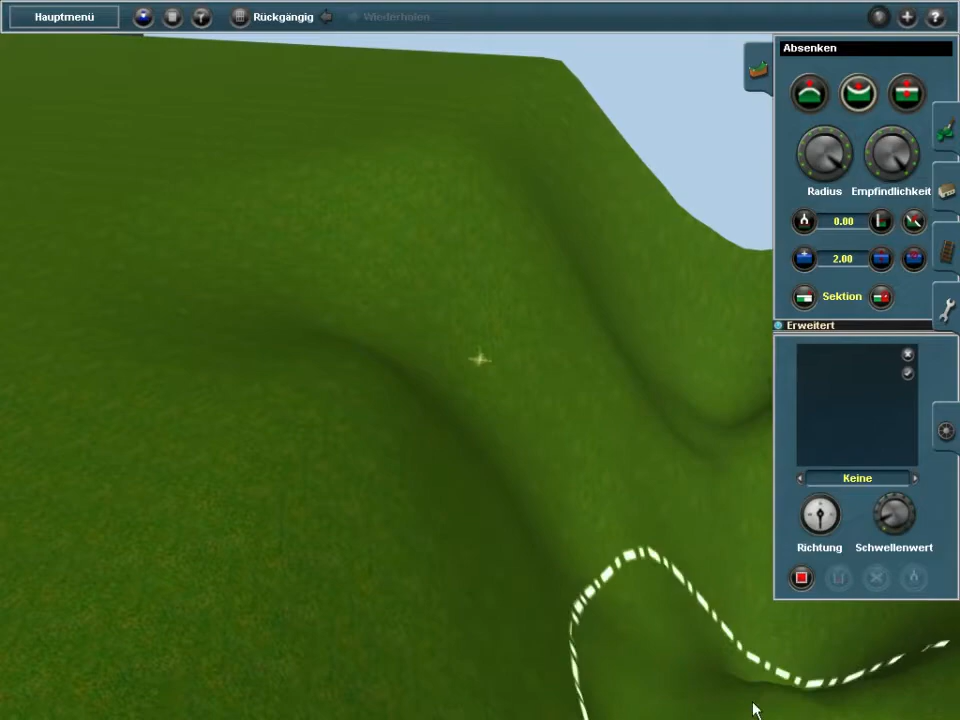 Hauptmenü
Rückgängig
Wiederholen
?
Absenken
Radius Empfindlichkeit
0.00
2.00
Sektion
Erweitert
Keine
Richtung Schwellenwert